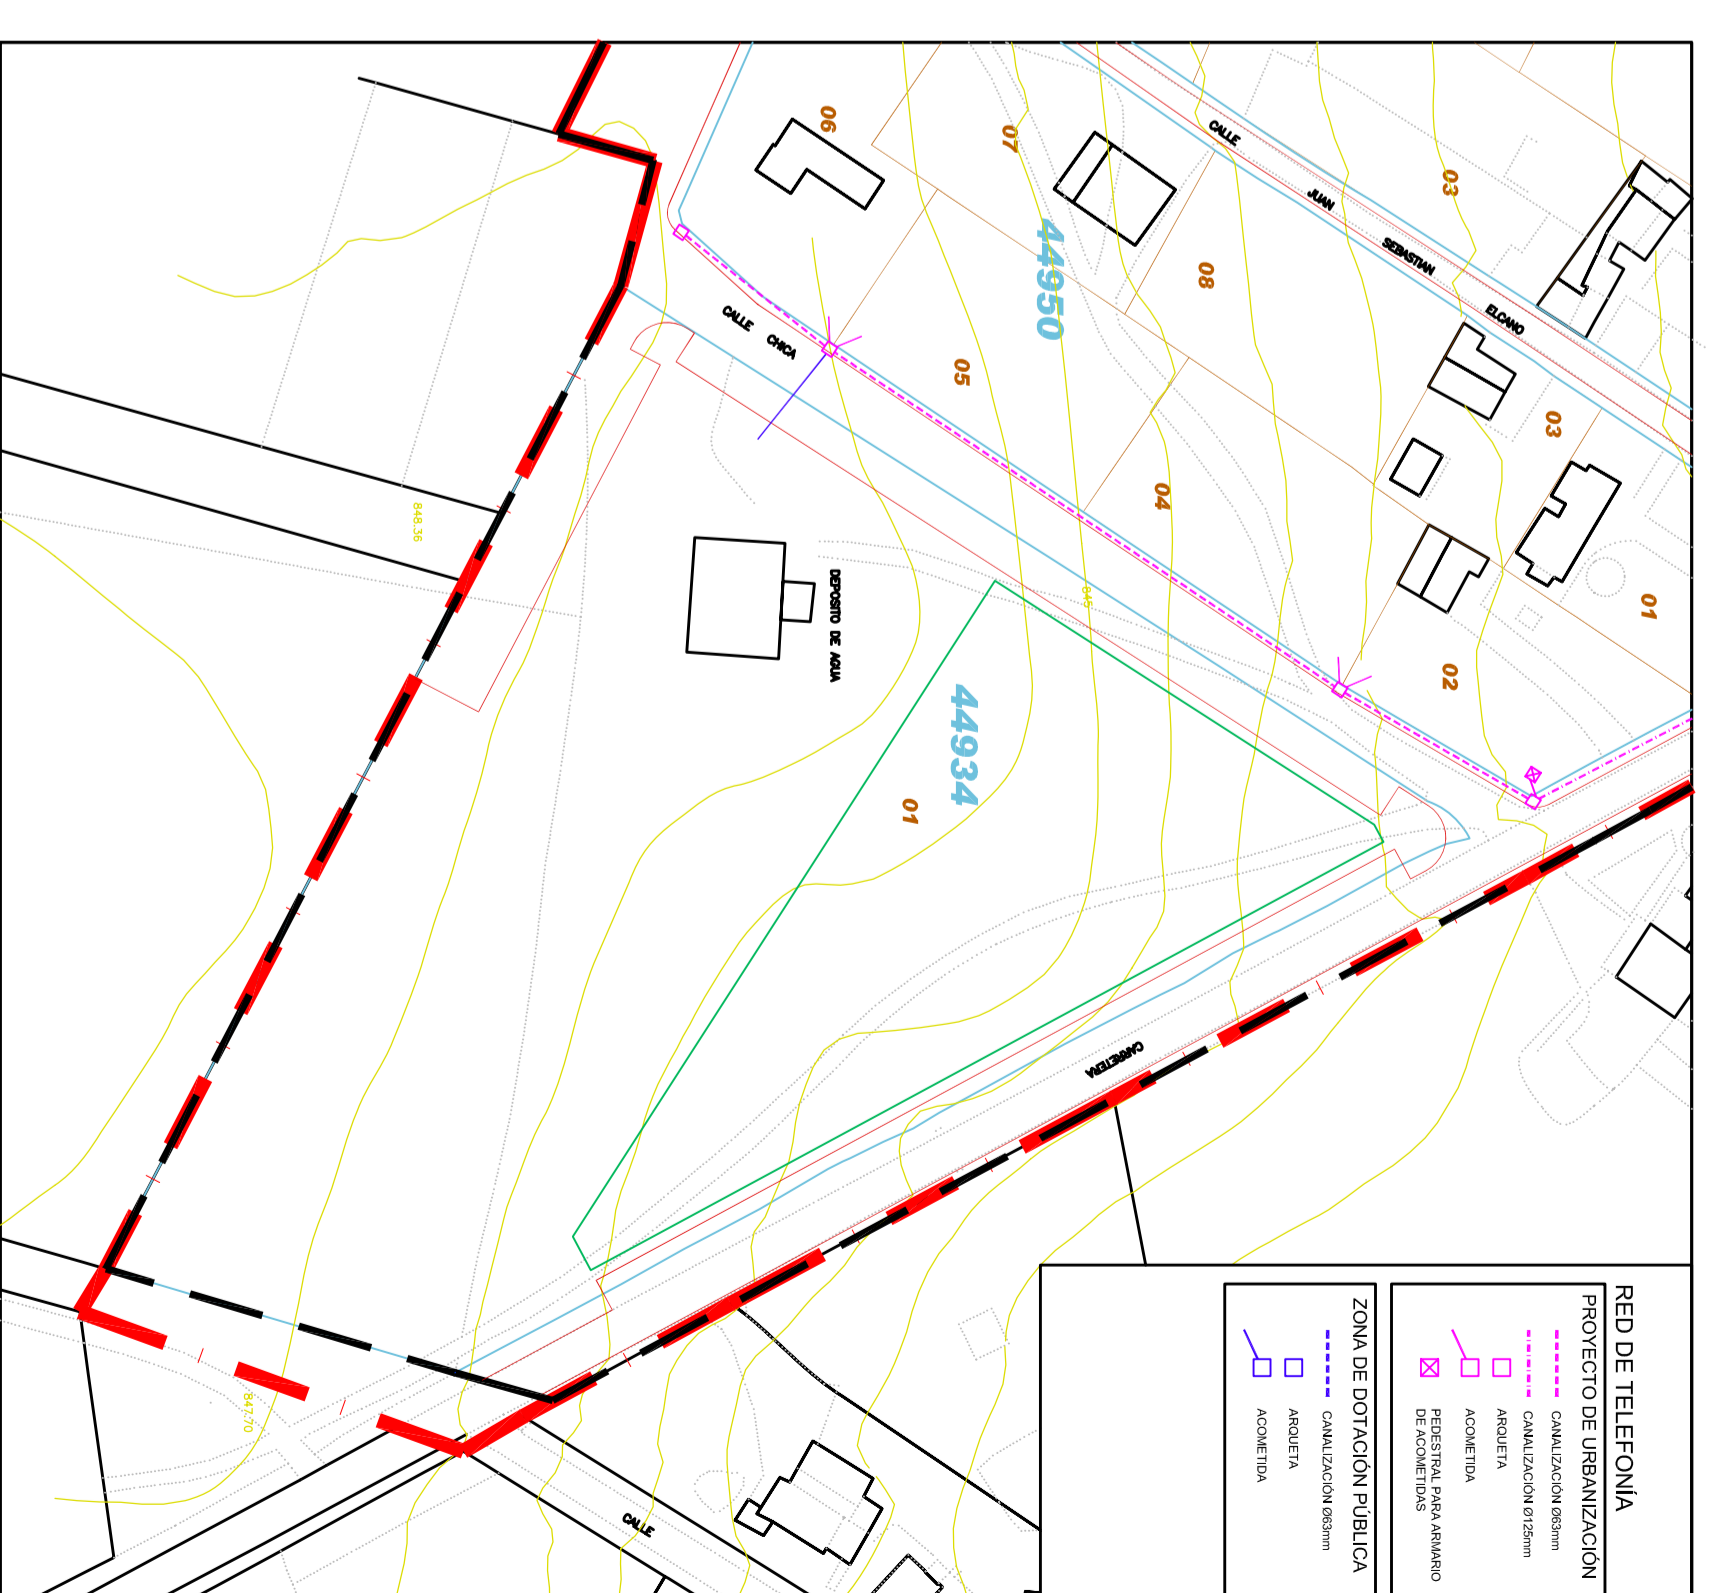 RED DE TELEFONÍA
PROYECTO DE URBANIZACIÓN
CANALIZACIÓN Ø63mm
CANALIZACIÓN Ø125mm
ARQUETA
ACOMETIDA
PEDESTRAL PARA ARMARIO
DE ACOMETIDAS
ZONA DE DOTACIÓN PÚBLICA
CANALIZACIÓN Ø63mm
ARQUETA
ACOMETIDA
CALLE JUAN SEBASTIAN ELCANO
03
03
01
02
08
07
06
05
04
44950
CALLE CHICA
DEPOSITO DE AGUA
44934
01
845
848.36
847.70
CARRETERA
CALLE